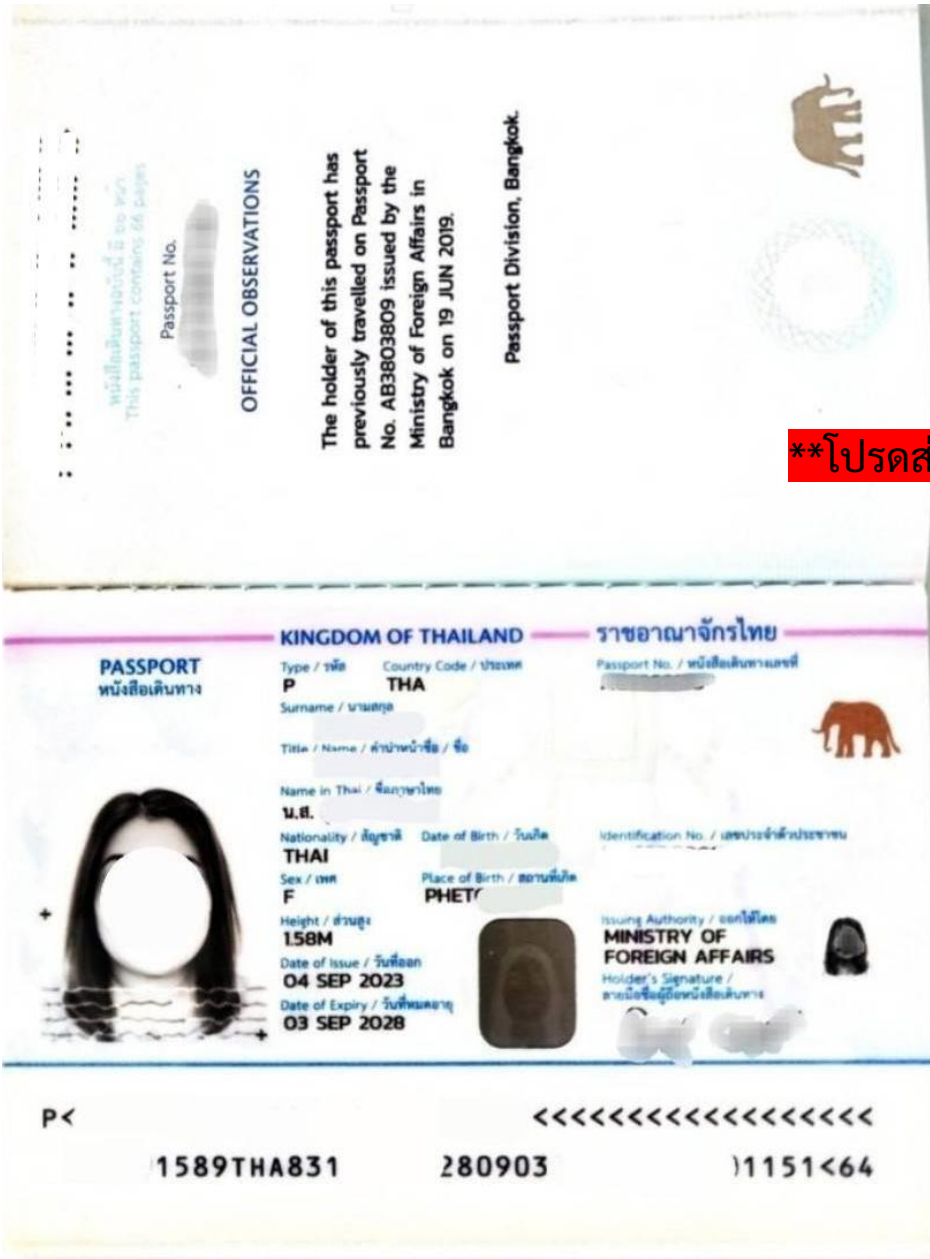 หนังสือเดินทางฉบับนี้ มี ๖๖ หน้า
This passport contains 66 pages
Passport No.
OFFICIAL OBSERVATIONS
The holder of this passport has
previously travelled on Passport
No. AB3803809 issued by the
Ministry of Foreign Affairs in
Bangkok on 19 JUN 2019.
Passport Division, Bangkok.
**โปรดส่
KINGDOM OF THAILAND ราชอาณาจักรไทย
PASSPORT
หนังสือเดินทาง
Type / รหัส Country Code / ประเทศ Passport No. / หนังสือเดินทางเลขที่
P THA
Surname / นามสกุล
Title / Name / คำนำหน้าชื่อ / ชื่อ
Name in Thai / ชื่อภาษาไทย
น.ส.
Nationality / สัญชาติ Date of Birth / วันเกิด Identification No. / เลขประจำตัวประชาชน
THAI
Sex / เพศ Place of Birth / สถานที่เกิด
F PHETC
Height / ส่วนสูง Issuing Authority / ออกให้โดย
1.58M MINISTRY OF
FOREIGN AFFAIRS
Date of Issue / วันที่ออก Holder's Signature /
04 SEP 2023 ลายมือชื่อผู้ถือหนังสือเดินทาง
Date of Expiry / วันที่หมดอายุ
03 SEP 2028
P< <<<<<<<<<<<<<<<<<<
1589THA831 280903 1151<64